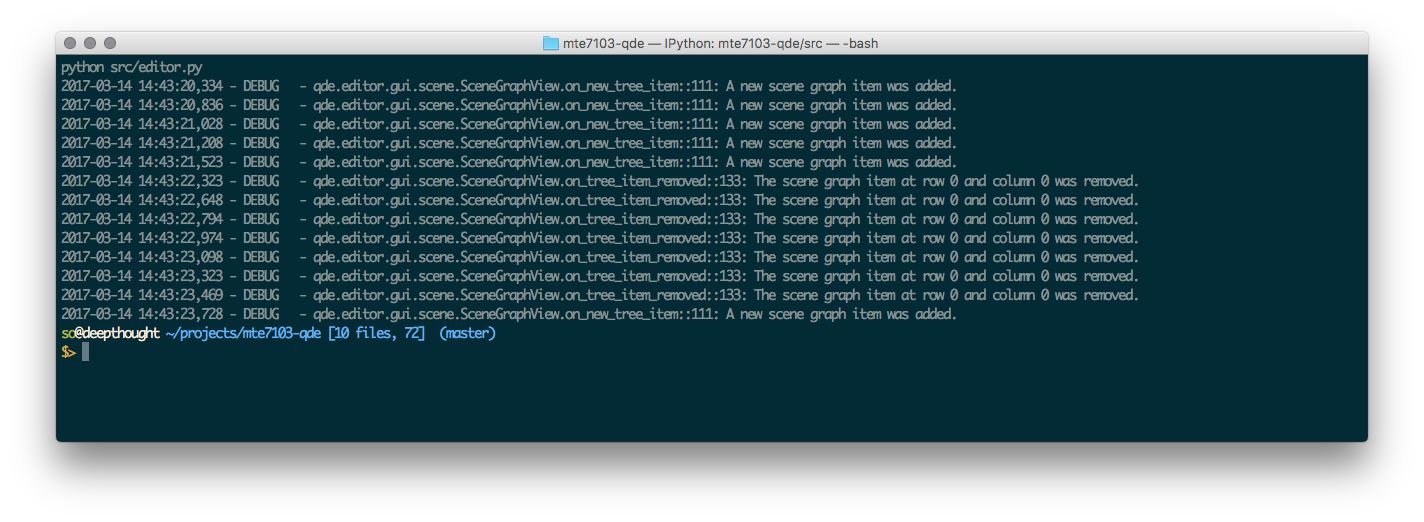 mte7103-qde — IPython: mte7103-qde/src — -bash
python src/editor.py
2017-03-14 14:43:20,334 - DEBUG   - qde.editor.gui.scene.SceneGraphView.on_new_tree_item::111: A new scene graph item was added.
2017-03-14 14:43:20,836 - DEBUG   - qde.editor.gui.scene.SceneGraphView.on_new_tree_item::111: A new scene graph item was added.
2017-03-14 14:43:21,028 - DEBUG   - qde.editor.gui.scene.SceneGraphView.on_new_tree_item::111: A new scene graph item was added.
2017-03-14 14:43:21,208 - DEBUG   - qde.editor.gui.scene.SceneGraphView.on_new_tree_item::111: A new scene graph item was added.
2017-03-14 14:43:21,523 - DEBUG   - qde.editor.gui.scene.SceneGraphView.on_new_tree_item::111: A new scene graph item was added.
2017-03-14 14:43:22,323 - DEBUG   - qde.editor.gui.scene.SceneGraphView.on_tree_item_removed::133: The scene graph item at row 0 and column 0 was removed.
2017-03-14 14:43:22,648 - DEBUG   - qde.editor.gui.scene.SceneGraphView.on_tree_item_removed::133: The scene graph item at row 0 and column 0 was removed.
2017-03-14 14:43:22,794 - DEBUG   - qde.editor.gui.scene.SceneGraphView.on_tree_item_removed::133: The scene graph item at row 0 and column 0 was removed.
2017-03-14 14:43:22,974 - DEBUG   - qde.editor.gui.scene.SceneGraphView.on_tree_item_removed::133: The scene graph item at row 0 and column 0 was removed.
2017-03-14 14:43:23,098 - DEBUG   - qde.editor.gui.scene.SceneGraphView.on_tree_item_removed::133: The scene graph item at row 0 and column 0 was removed.
2017-03-14 14:43:23,323 - DEBUG   - qde.editor.gui.scene.SceneGraphView.on_tree_item_removed::133: The scene graph item at row 0 and column 0 was removed.
2017-03-14 14:43:23,469 - DEBUG   - qde.editor.gui.scene.SceneGraphView.on_tree_item_removed::133: The scene graph item at row 0 and column 0 was removed.
2017-03-14 14:43:23,728 - DEBUG   - qde.editor.gui.scene.SceneGraphView.on_new_tree_item::111: A new scene graph item was added.
so@deepthought ~/projects/mte7103-qde [10 files, 72]  (master)
$>